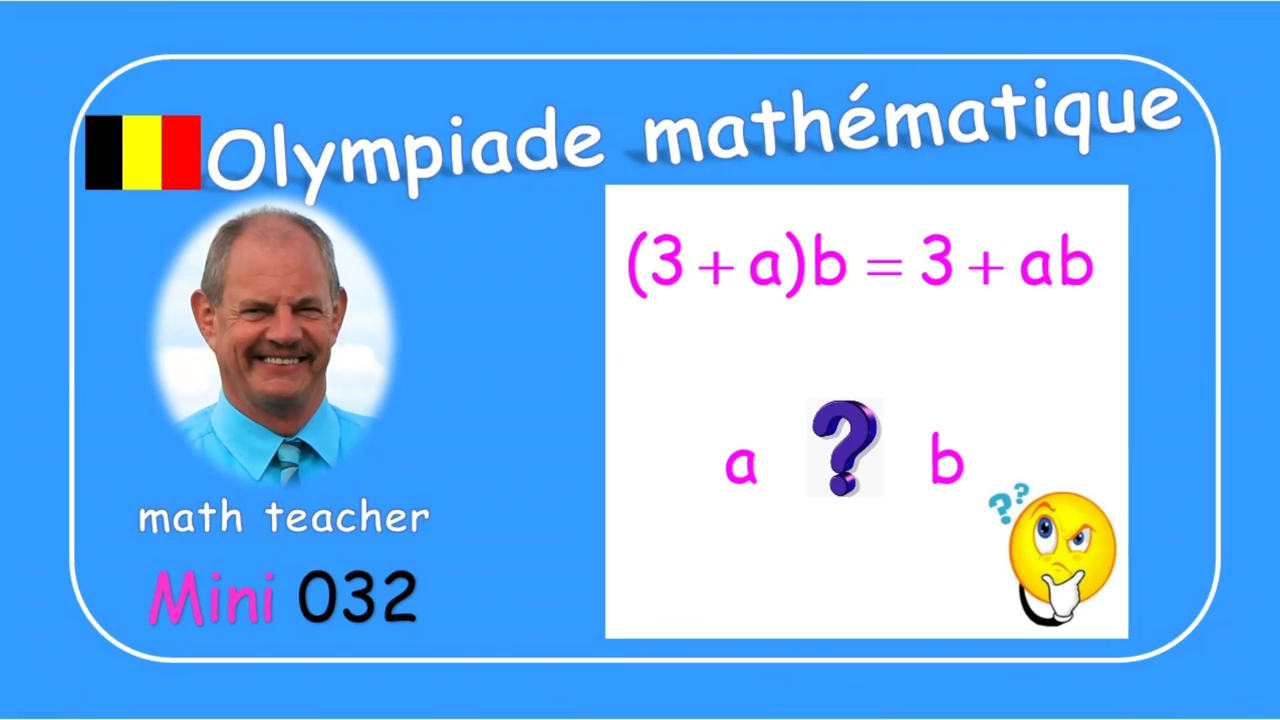 Olympiade mathématique
(3 + a)b = 3 + ab
a ? b
? ?
math teacher
Mini 032